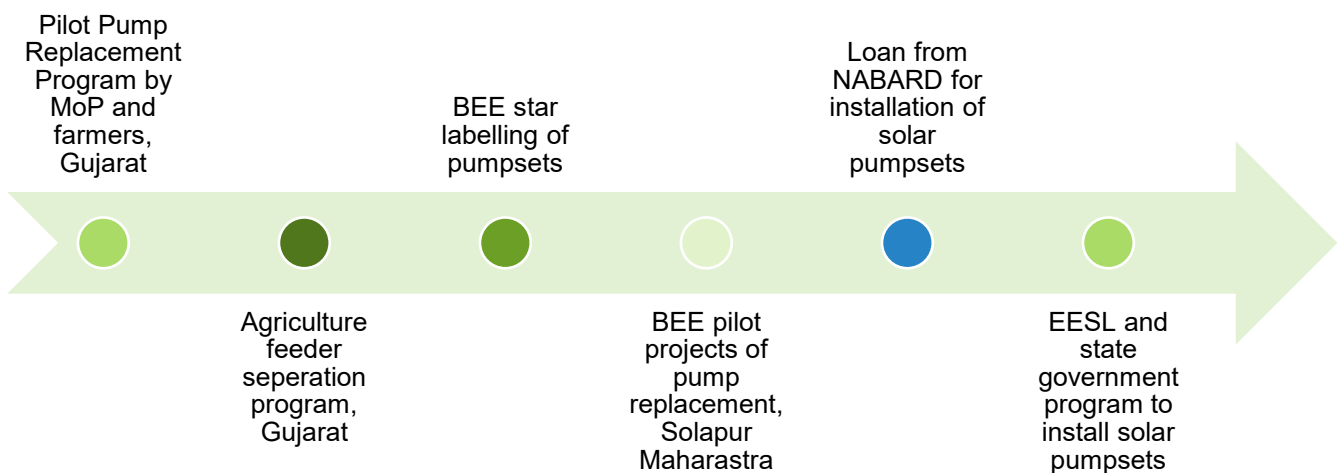 Pilot Pump
Replacement
Program by
MoP and
farmers,
Gujarat
Agriculture
feeder
seperation
program,
Gujarat
BEE star
labelling of
pumpsets
BEE pilot
projects of
pump
replacement,
Solapur
Maharastra
Loan from
NABARD for
installation of
solar
pumpsets
EESL and
state
government
program to
install solar
pumpsets